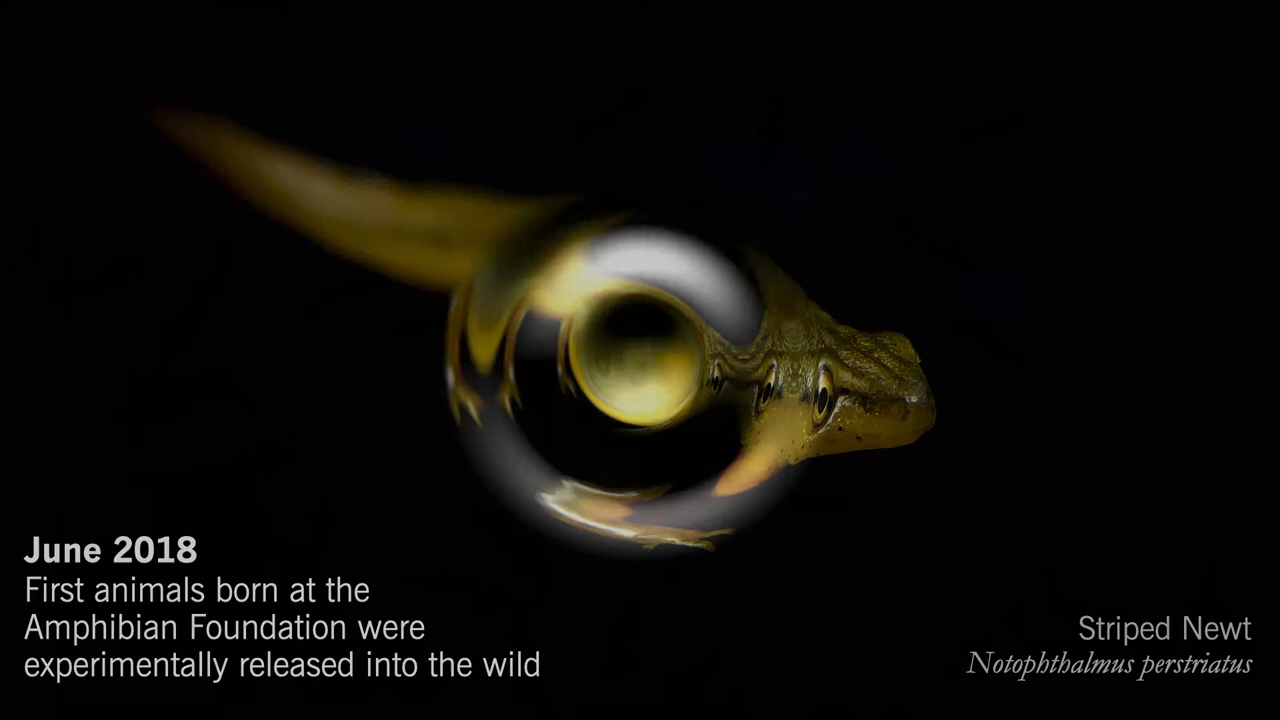 June 2018
First animals born at the
Amphibian Foundation were
experimentally released into the wild
Striped Newt
Notophthalmus perstriatus